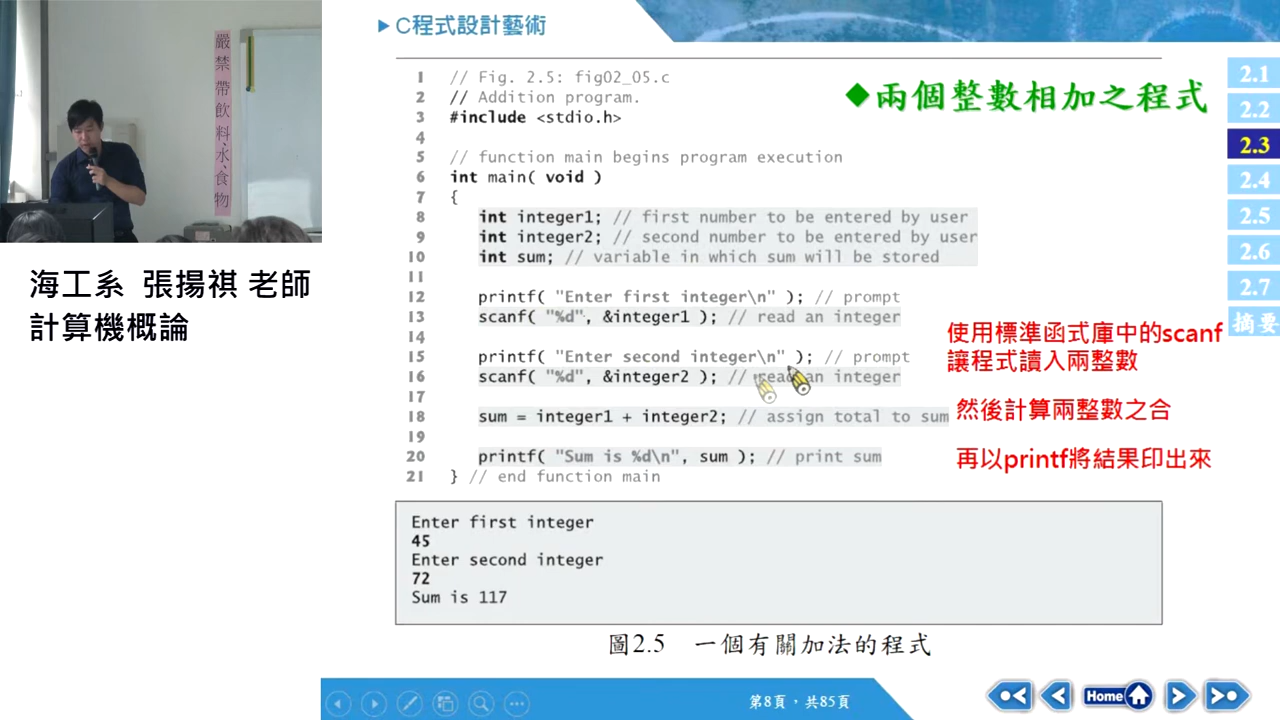 嚴禁帶飲料、水、食物
海工系 張揚祺 老師
計算機概論
C程式設計藝術
◆兩個整數相加之程式
1 // Fig. 2.5: fig02_05.c
2 // Addition program.
3 #include <stdio.h>
4
5 // function main begins program execution
6 int main( void )
7 {
8 int integer1; // first number to be entered by user
9 int integer2; // second number to be entered by user
10 int sum; // variable in which sum will be stored
11
12 printf( "Enter first integer\n" ); // prompt
13 scanf( "%d", &integer1 ); // read an integer
14
15 printf( "Enter second integer\n" ); // prompt
16 scanf( "%d", &integer2 ); // read an integer
17
18 sum = integer1 + integer2; // assign total to sum
19
20 printf( "Sum is %d\n", sum ); // print sum
21 } // end function main
使用標準函式庫中的scanf
讓程式讀入兩整數
然後計算兩整數之合
再以printf將結果印出來
Enter first integer
45
Enter second integer
72
Sum is 117
圖2.5 一個有關加法的程式
2.1
2.2
2.3
2.4
2.5
2.6
2.7
摘要
第8頁，共85頁
Home